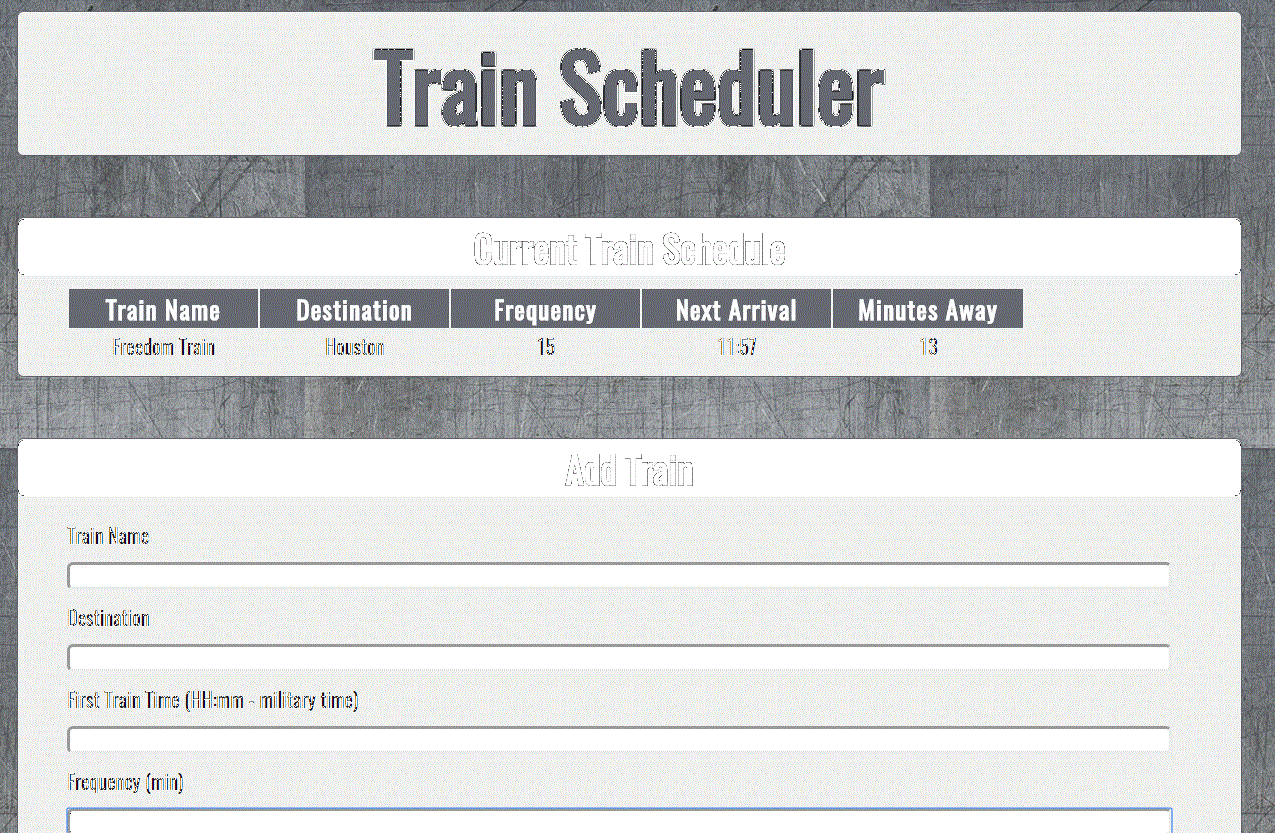 Train Scheduler
Current Train Schedule
Train Name Destination Frequency Next Arrival Minutes Away
Freedom Train Houston 15 11:57 13
Add Train
Train Name
Destination
First Train Time (HH:mm - military time)
Frequency (min)